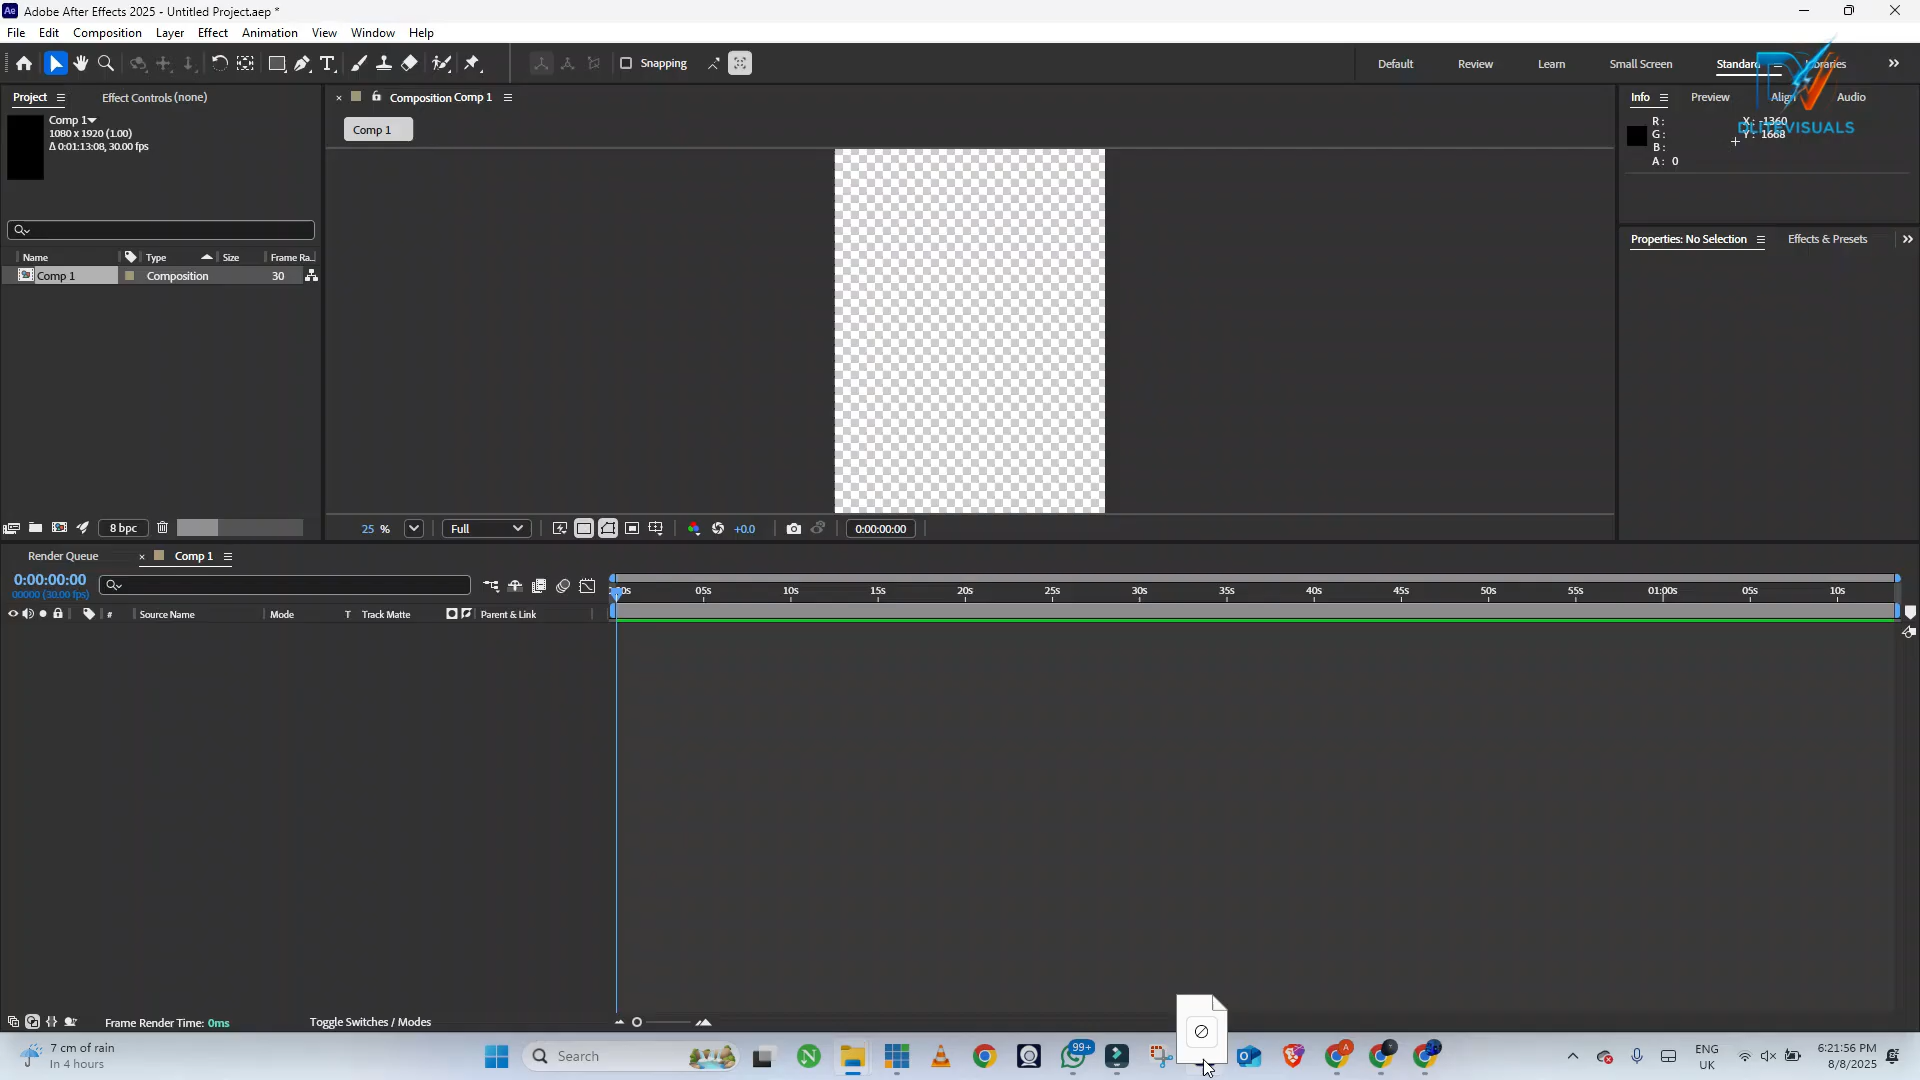 Adobe After Effects 2025 - Untitled Project.aep *
File Edit Composition Layer Effect Animation View Window Help
Snapping
Default Review Learn Small Screen Standard
DLITEVISUALS
Project Effect Controls (none)
Comp 1
1080 x 1920 (1.00)
Δ 0:01:13:08, 30.00 fps
Name Type Size Frame Ra..
Comp 1 Composition 30
8 bpc
Composition Comp 1
Comp 1
25 % Full +0.0 0:00:00:00
Info Preview Align Audio
R: X: -1360
G: Y: 1668
B:
A: 0
Properties: No Selection Effects & Presets
Render Queue Comp 1
0:00:00:00
00000 (30.00 fps)
# Source Name Mode T Track Matte Parent & Link
05s 10s 15s 20s 25s 30s 35s 40s 45s 50s 55s 01:00s 05s 10s
Frame Render Time: 0ms Toggle Switches / Modes
7 cm of rain
In 4 hours
Search
99+
ENG
UK
6:21:56 PM
8/8/2025